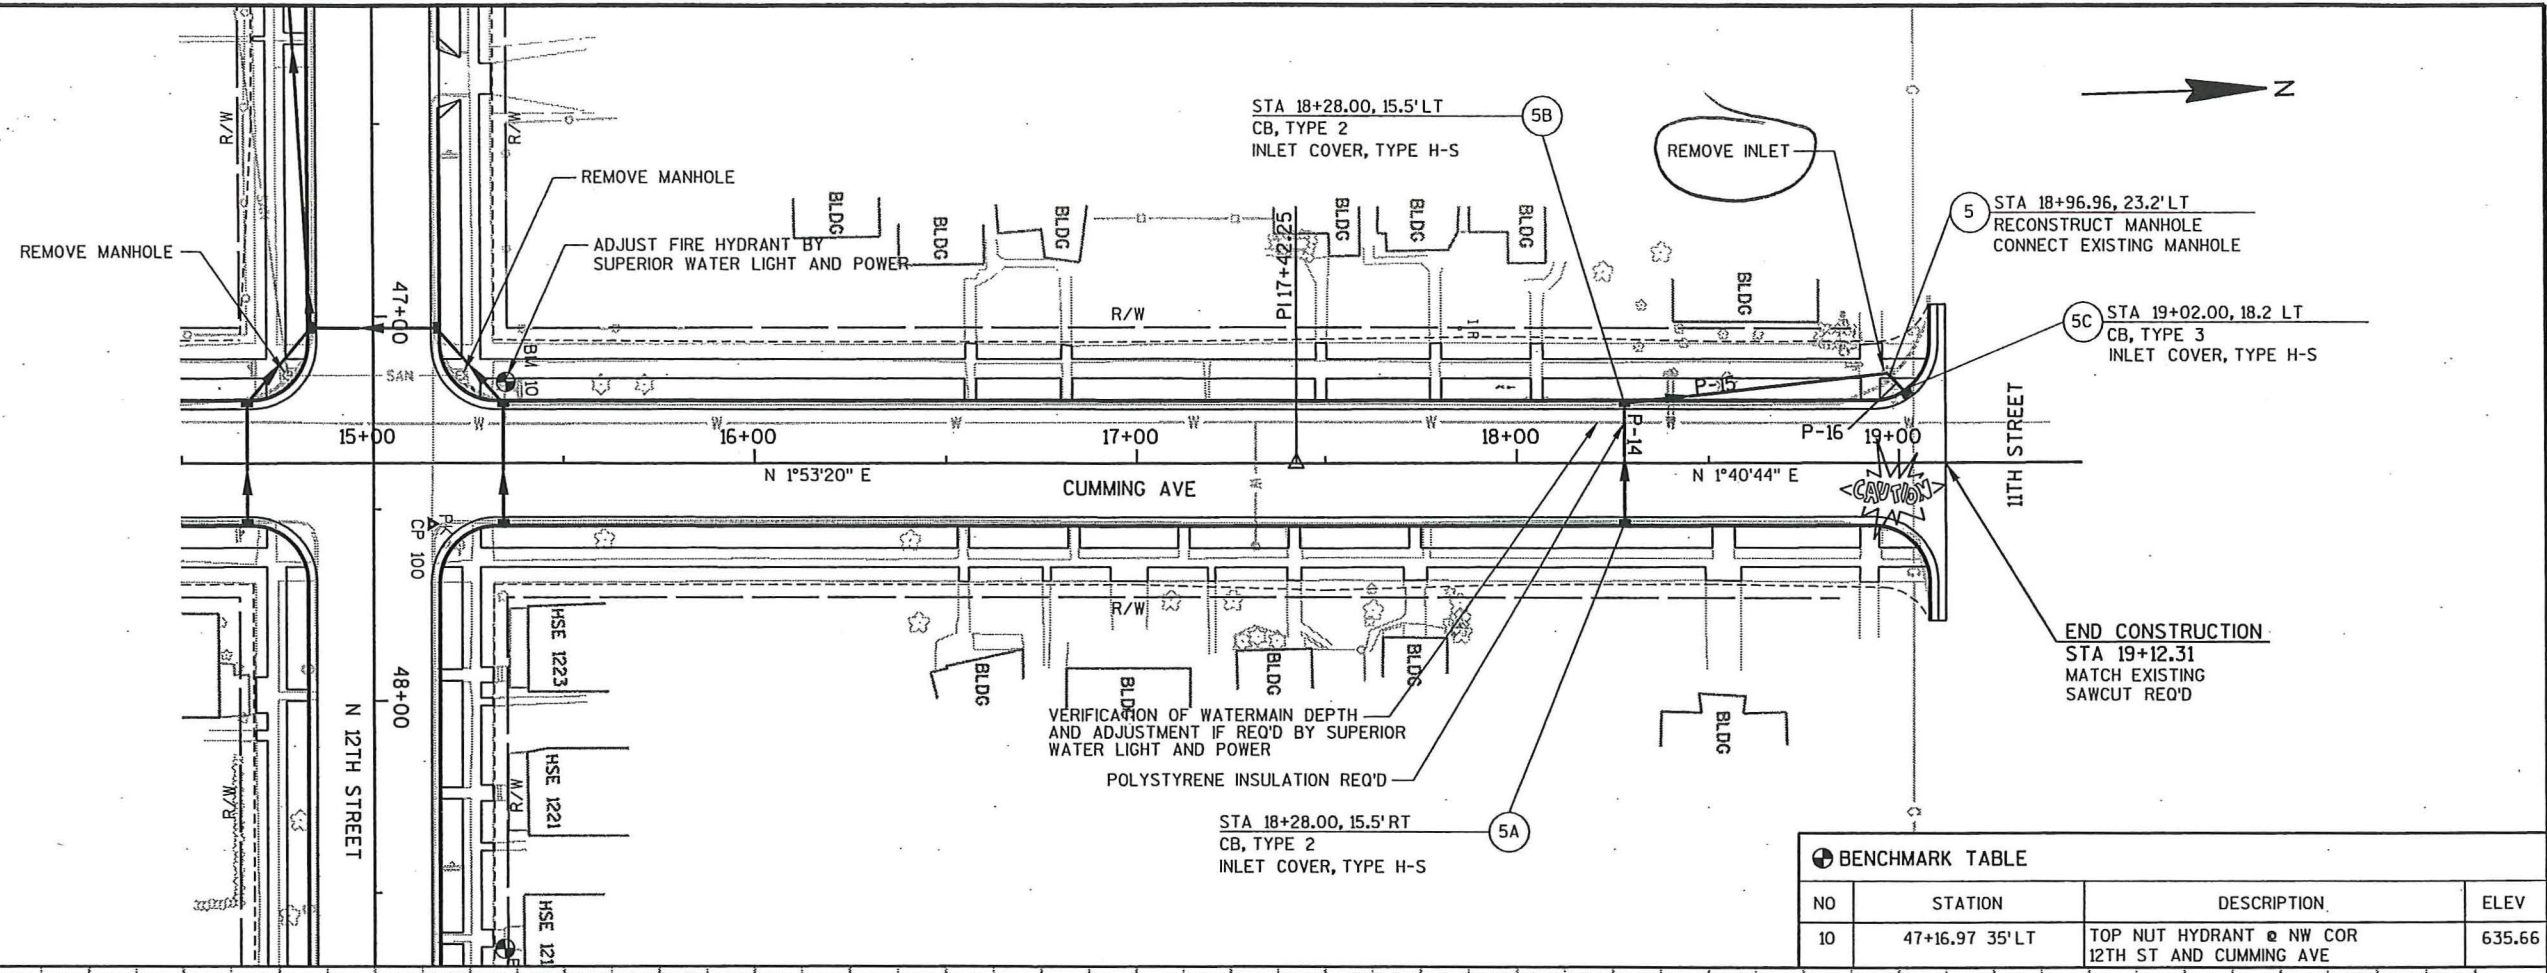 N
STA 18+28.00, 15.5' LT
CB, TYPE 2
INLET COVER, TYPE H-S
5B
REMOVE INLET
5
STA 18+96.96, 23.2' LT
RECONSTRUCT MANHOLE
CONNECT EXISTING MANHOLE
5C
STA 19+02.00, 18.2 LT
CB, TYPE 3
INLET COVER, TYPE H-S
R/W
R/W
REMOVE MANHOLE
REMOVE MANHOLE
ADJUST FIRE HYDRANT BY
SUPERIOR WATER LIGHT AND POWER
BLDG
BLDG
BLDG
PI 17+42.25
BLDG
BLDG
BLDG
BLDG
R/W
47+00
BM 10
SAN
P-15
P-14
P-16
W
W
W
W
W
W
W
15+00
16+00
17+00
18+00
19+00
N 1°53'20" E
CUMMING AVE
N 1°40'44" E
CAUTION
11TH STREET
CP 100
PK
48+00
N 12TH STREET
R/W
R/W
R/W
HSE 1223
HSE 1221
HSE 121
BLDG
BLDG
BLDG
BLDG
BLDG
VERIFICATION OF WATERMAIN DEPTH
AND ADJUSTMENT IF REQ'D BY SUPERIOR
WATER LIGHT AND POWER
POLYSTYRENE INSULATION REQ'D
STA 18+28.00, 15.5' RT
CB, TYPE 2
INLET COVER, TYPE H-S
5A
END CONSTRUCTION
STA 19+12.31
MATCH EXISTING
SAWCUT REQ'D
BENCHMARK TABLE
NO STATION DESCRIPTION ELEV
10 47+16.97 35' LT TOP NUT HYDRANT @ NW COR 635.66
12TH ST AND CUMMING AVE